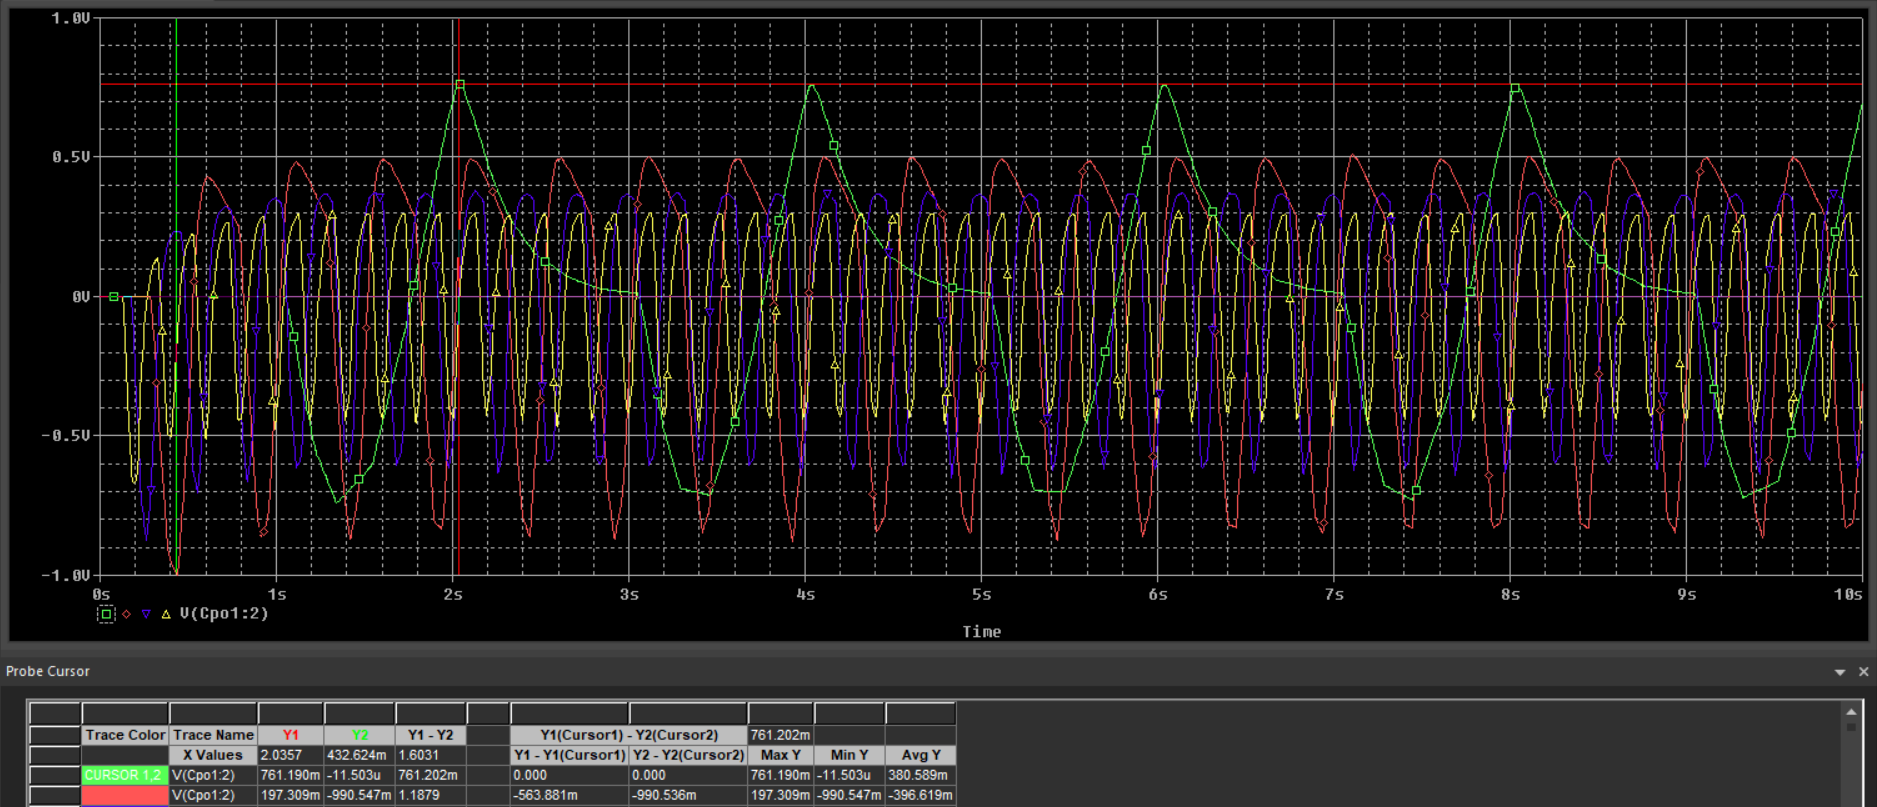 1.0V
0.5V
0V
-0.5V
-1.0V
0s 1s 2s 3s 4s 5s 6s 7s 8s 9s 10s
V(Cpo1:2)
Time
Probe Cursor
Trace Color Trace Name Y1 Y2 Y1 - Y2 Y1(Cursor1) - Y2(Cursor2) 761.202m
X Values 2.0357 432.624m 1.6031 Y1 - Y1(Cursor1) Y2 - Y2(Cursor2) Max Y Min Y Avg Y
CURSOR 1,2 V(Cpo1:2) 761.190m -11.503u 761.202m 0.000 0.000 761.190m -11.503u 380.589m
V(Cpo1:2) 197.309m -990.547m 1.1879 -563.881m -990.536m 197.309m -990.547m -396.619m